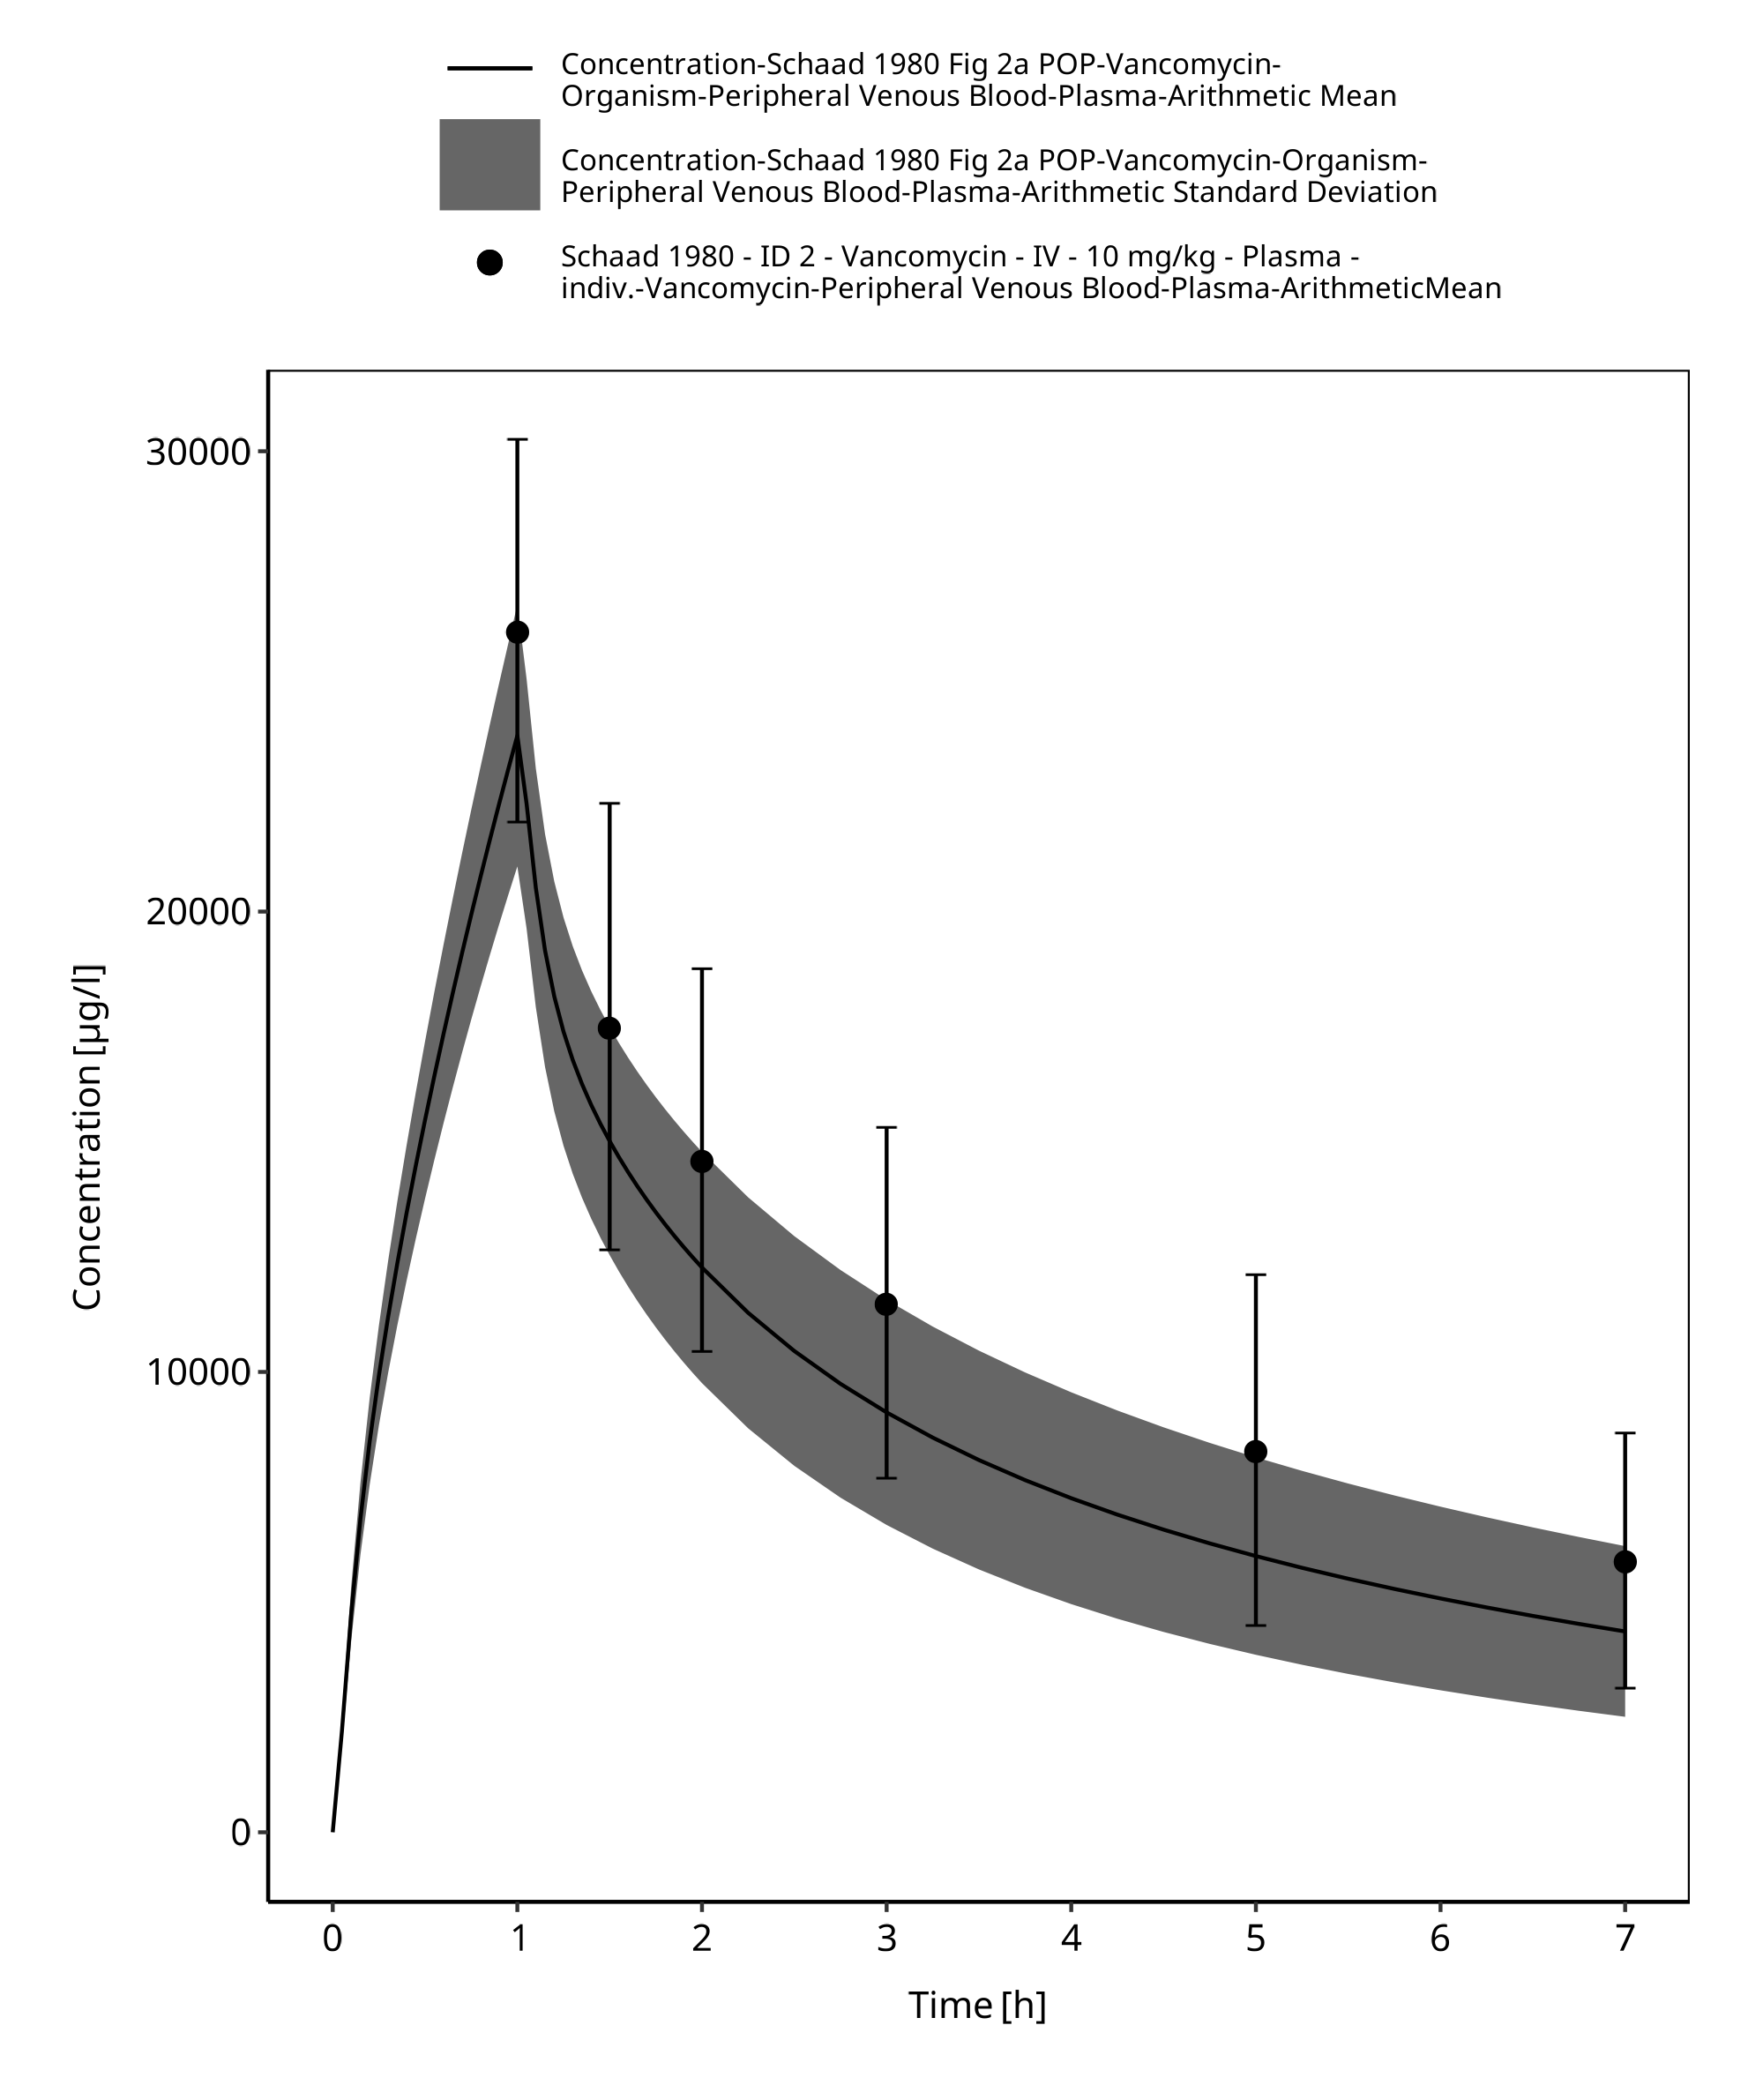 Concentration-Schaad 1980 Fig 2a POP-Vancomycin-
Organism-Peripheral Venous Blood-Plasma-Arithmetic Mean
Concentration-Schaad 1980 Fig 2a POP-Vancomycin-Organism-
Peripheral Venous Blood-Plasma-Arithmetic Standard Deviation
Schaad 1980 - ID 2 - Vancomycin - IV - 10 mg/kg - Plasma -
indiv.-Vancomycin-Peripheral Venous Blood-Plasma-ArithmeticMean
30000
20000
10000
0
Concentration [µg/l]
0 1 2 3 4 5 6 7
Time [h]